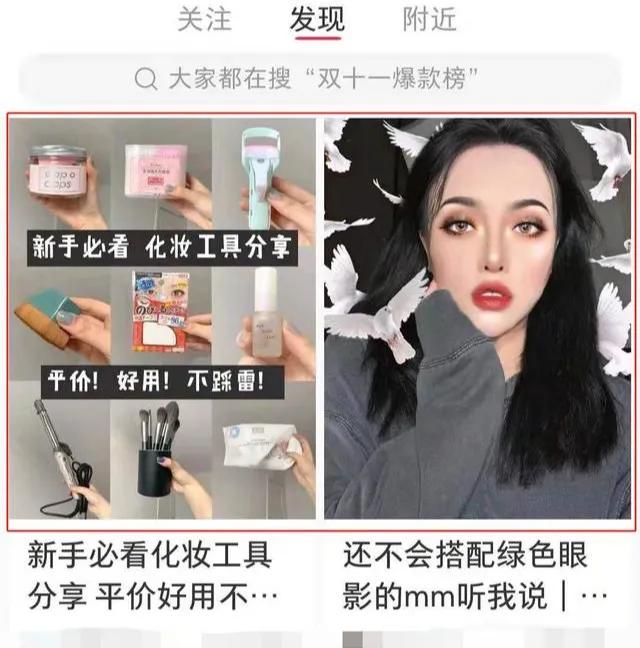 关注 发现 附近
大家都在搜“双十一爆款榜”
新手必看 化妆工具分享
平价！好用！不踩雷！
新手必看化妆工具
分享 平价好用不…
还不会搭配绿色眼
影的mm听我说｜…